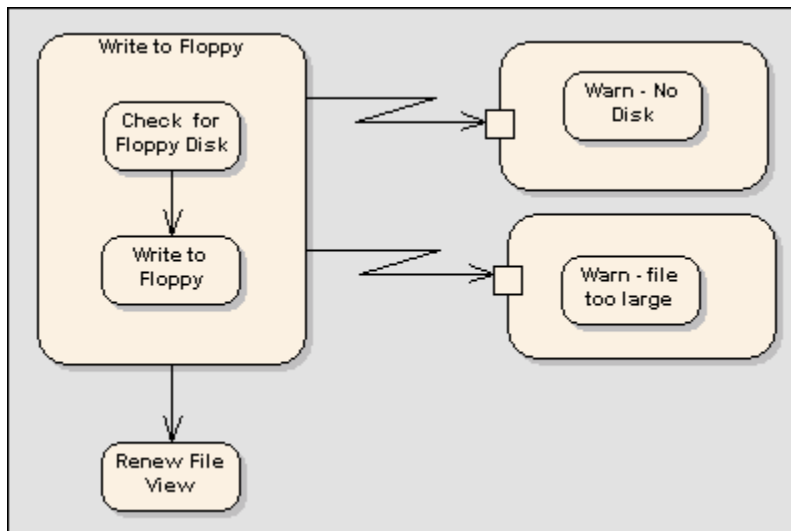 Write to Floppy
Check for
Floppy Disk
Write to
Floppy
Renew File
View
Warn - No
Disk
Warn - file
too large